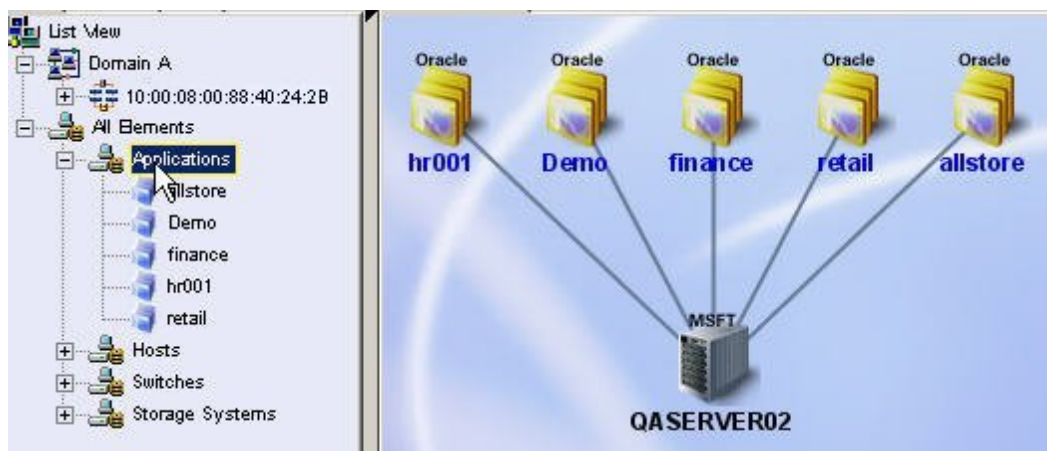 List View
Domain A
10:00:08:00:88:40:24:2B
All Elements
Applications
allstore
Demo
finance
hr001
retail
Hosts
Switches
Storage Systems
Oracle Oracle Oracle Oracle Oracle
hr001 Demo finance retail allstore
MSFT
QASERVER02